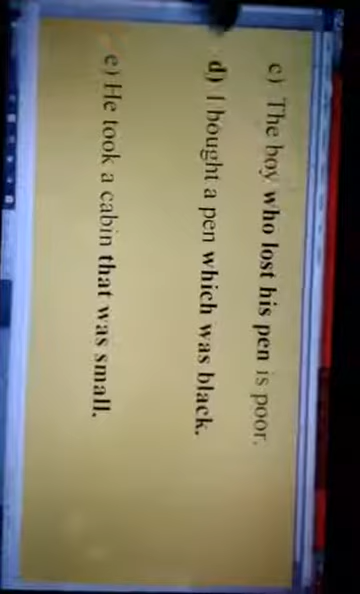 c) The boy who lost his pen is poor.
d) I bought a pen which was black.
e) He took a cabin that was small.